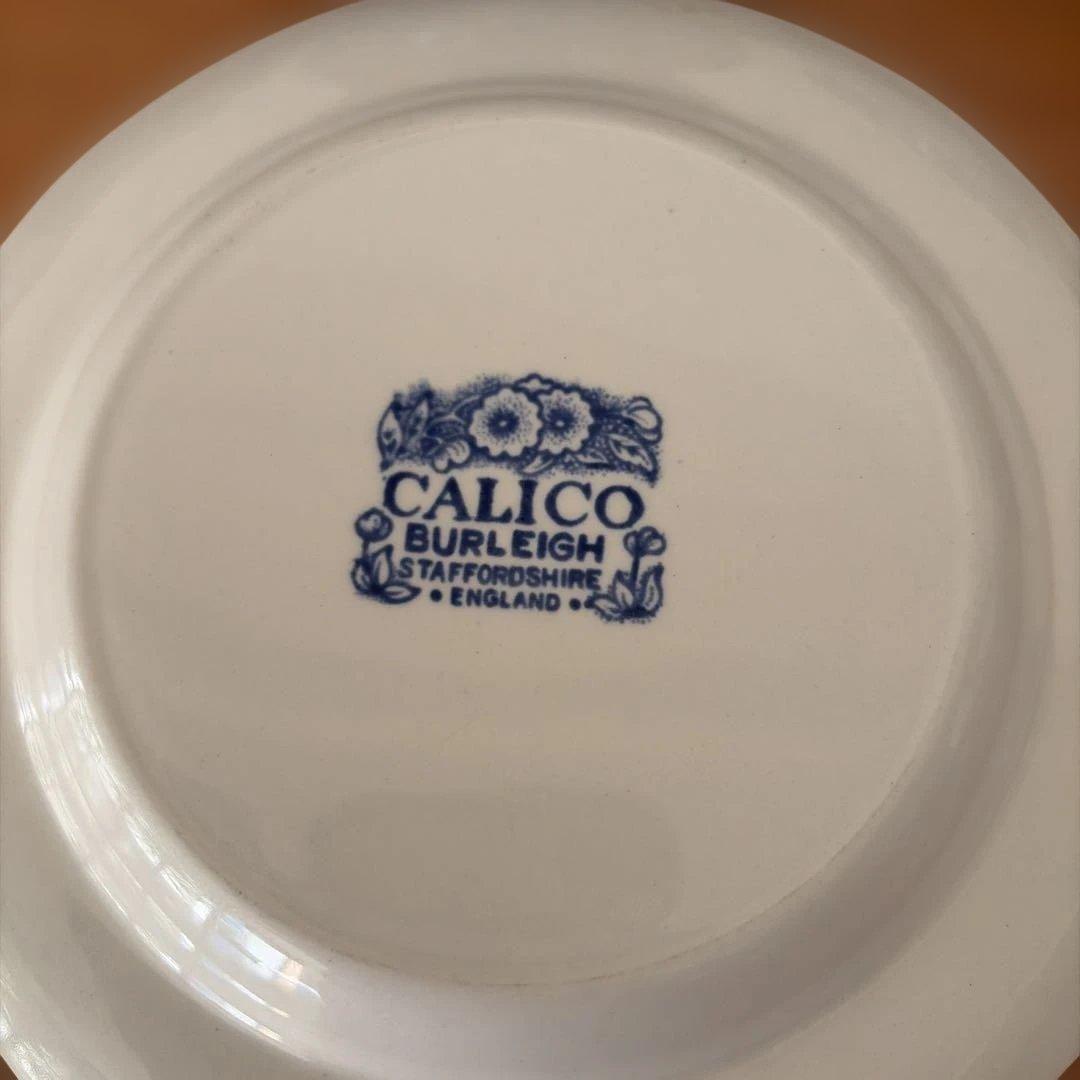 CALICO
BURLEIGH
STAFFORDSHIRE
• ENGLAND •